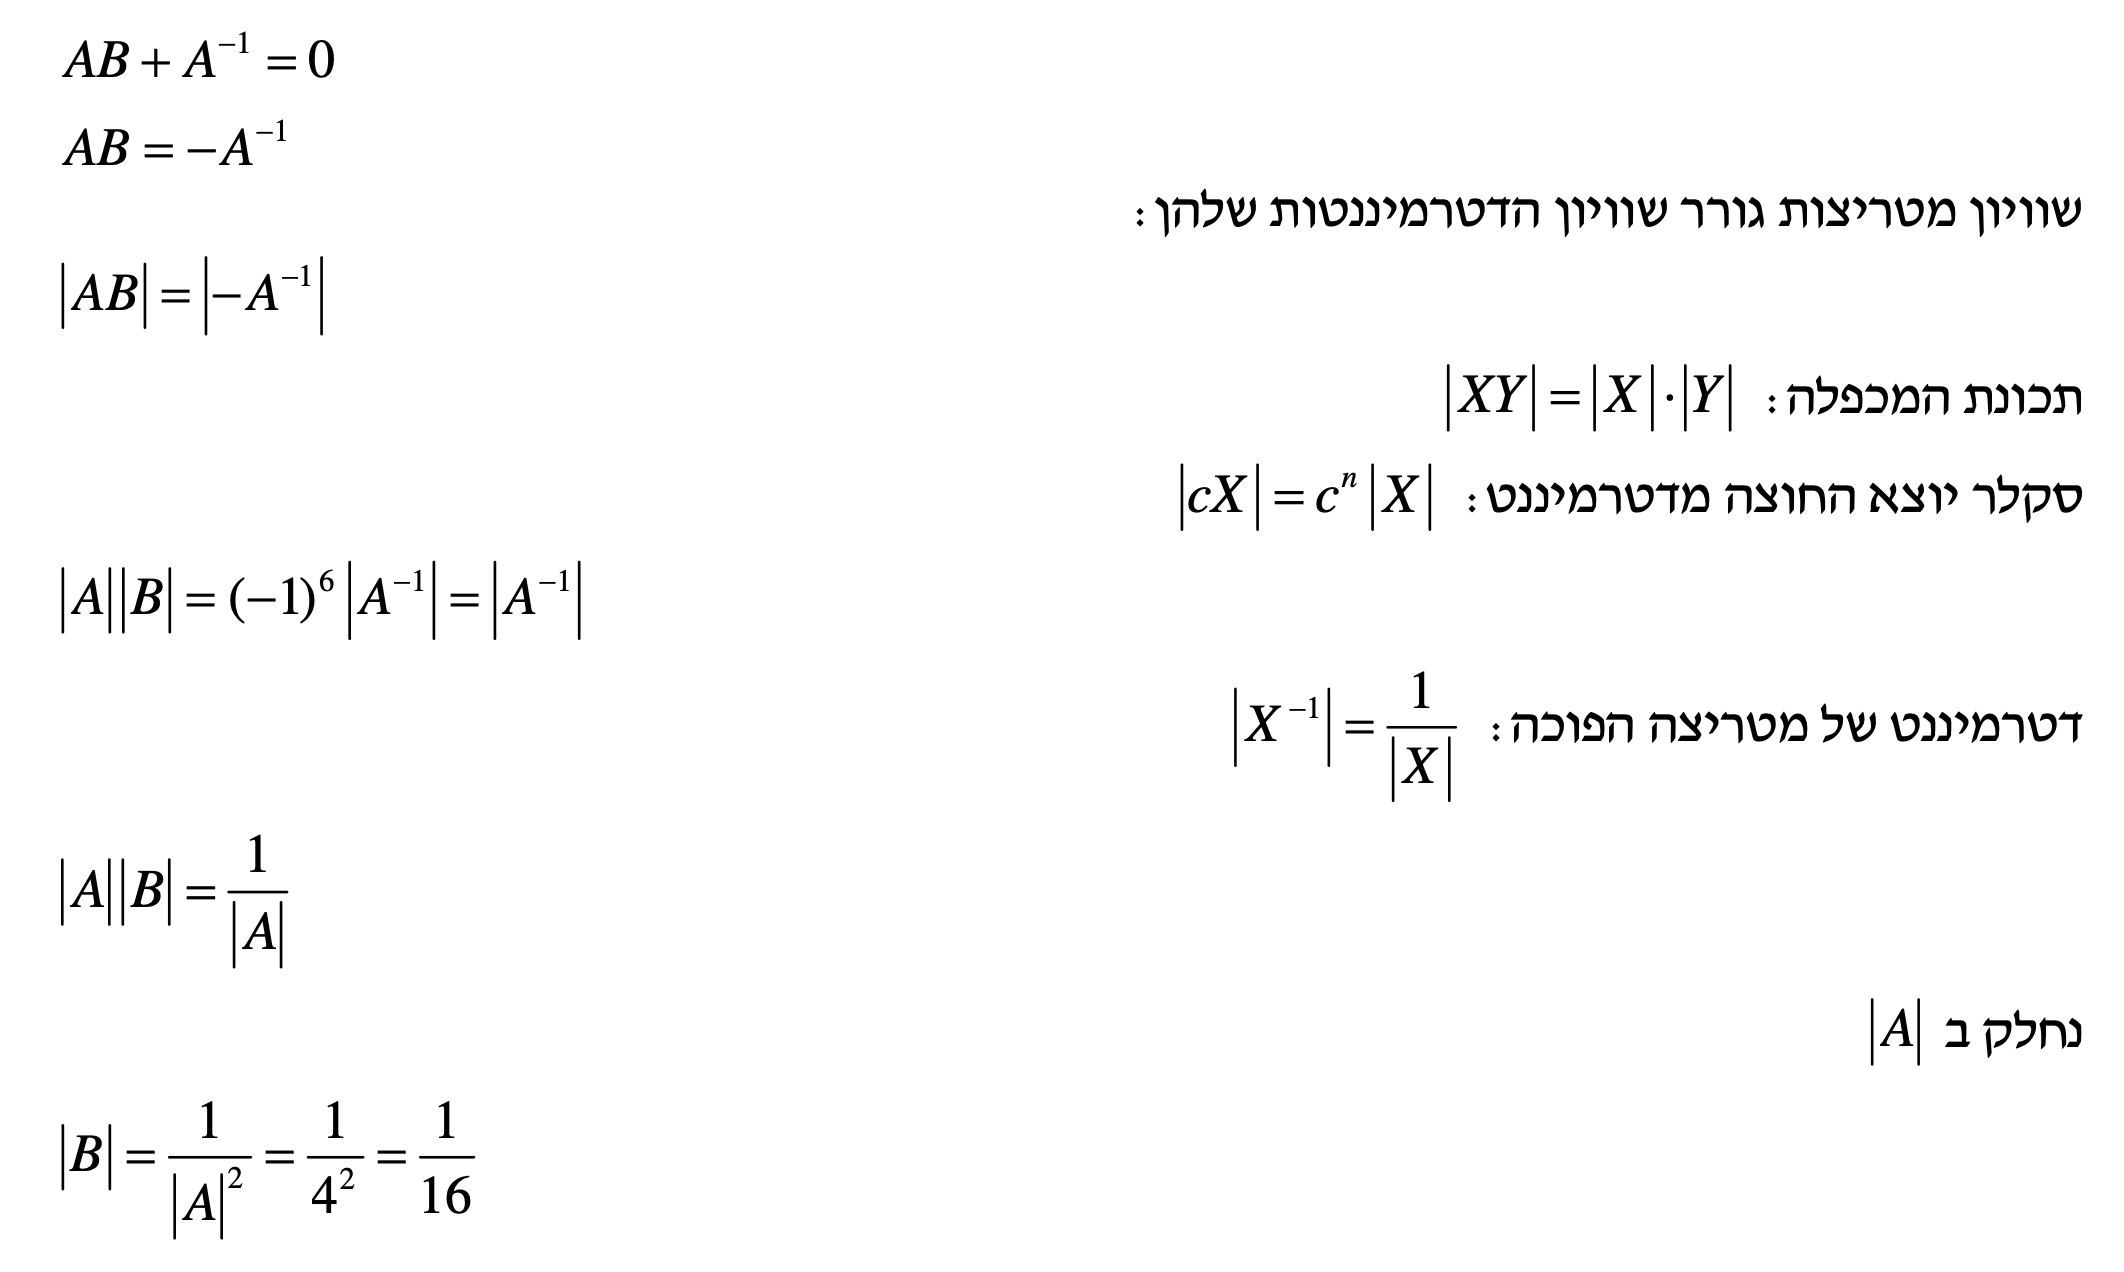 AB + A⁻¹ = 0
AB = −A⁻¹
שוויון מטריצות גורר שוויון הדטרמיננטות שלהן:
|AB| = |−A⁻¹|
תכונת המכפלה: |XY| = |X|·|Y|
סקלר יוצא החוצה מדטרמיננט: |cX| = cⁿ|X|
|A||B| = (−1)⁶|A⁻¹| = |A⁻¹|
דטרמיננט של מטריצה הפוכה: |X⁻¹| = 1/|X|
|A||B| = 1/|A|
נחלק ב |A|
|B| = 1/|A|² = 1/4² = 1/16